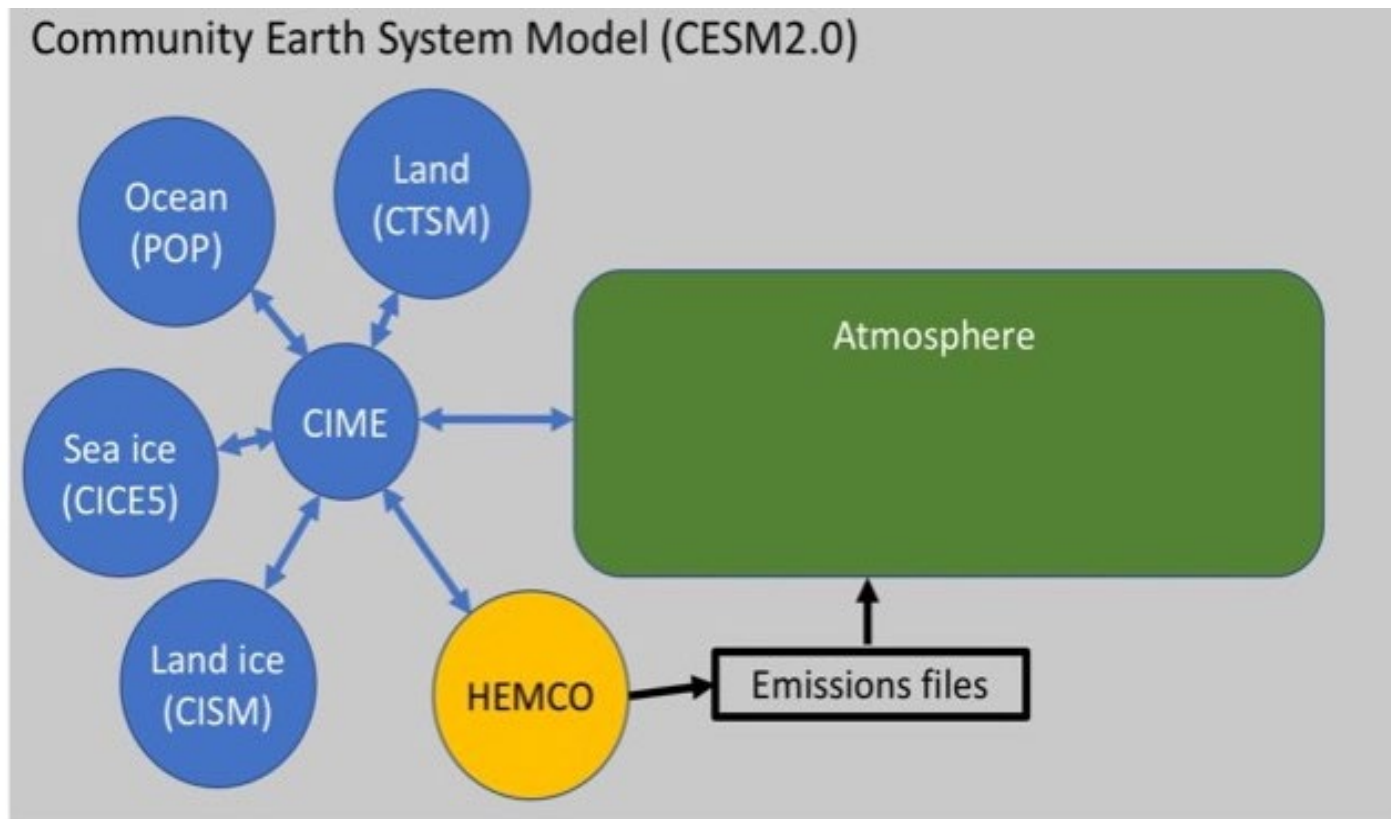 Community Earth System Model (CESM2.0)
Ocean
(POP)
Land
(CTSM)
Atmosphere
CIME
Sea ice
(CICE5)
Land ice
(CISM)
HEMCO
Emissions files